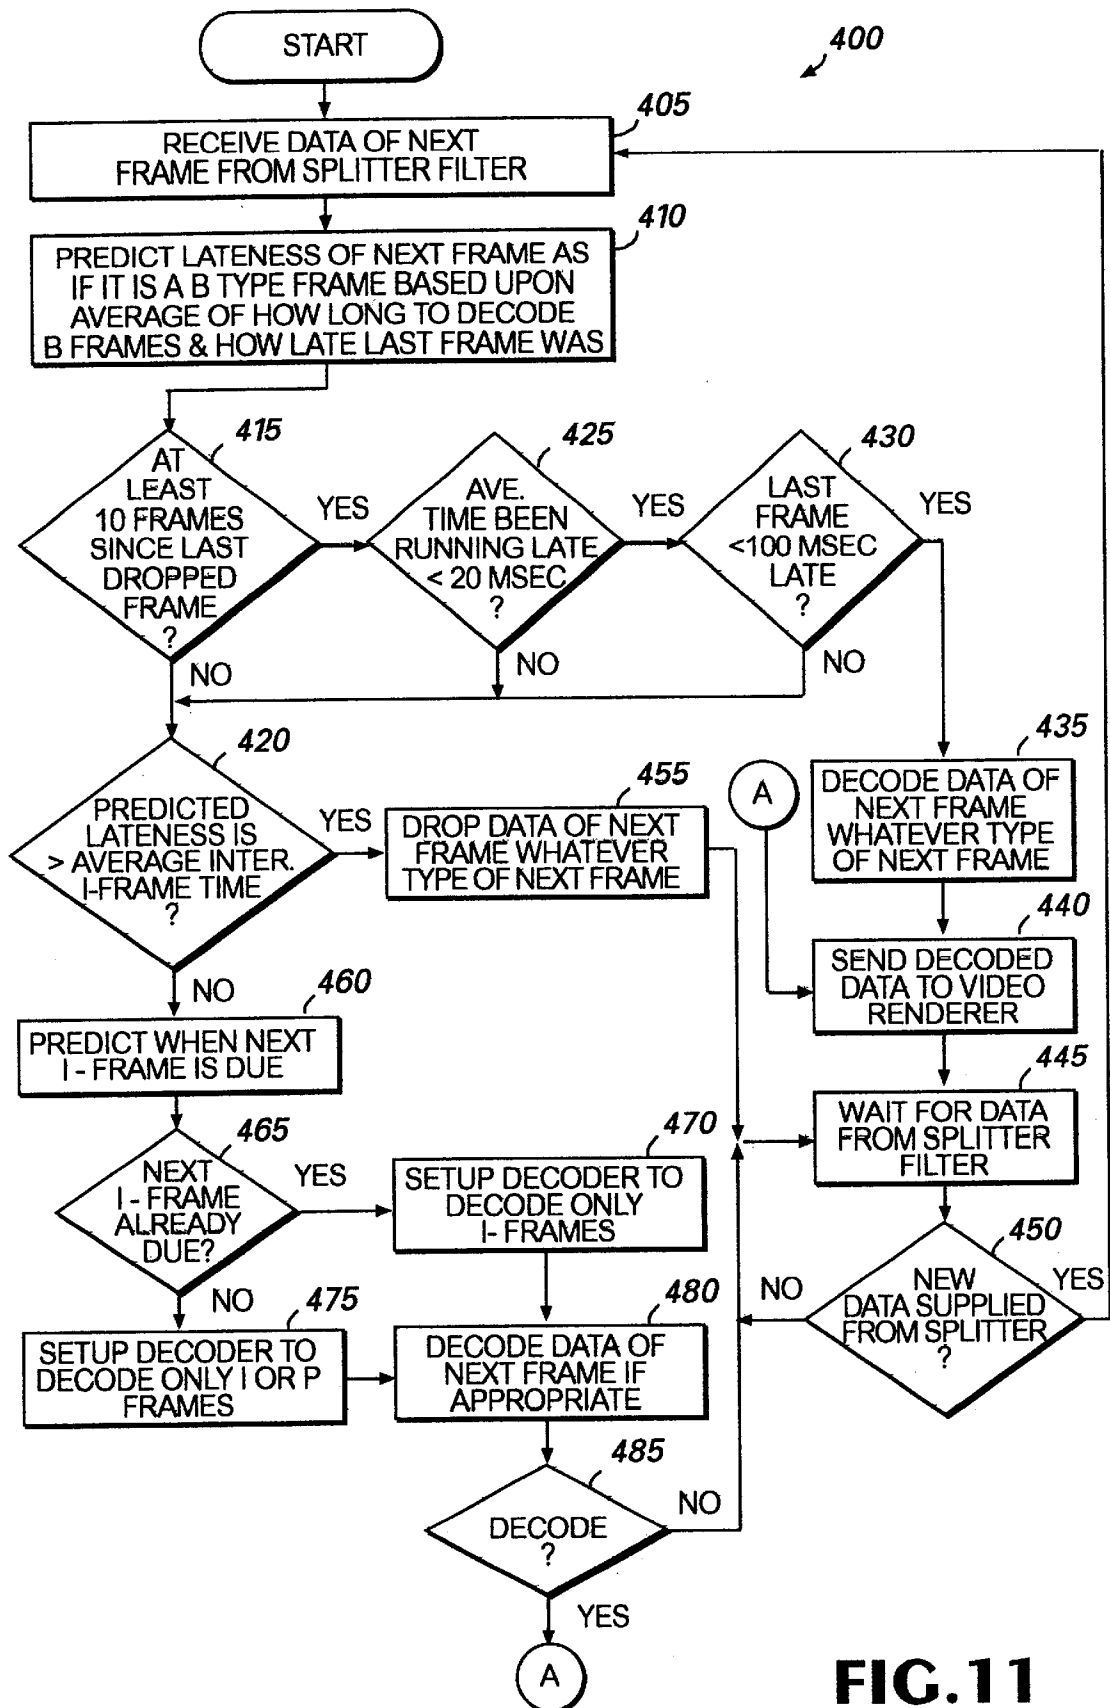 START
400
405
RECEIVE DATA OF NEXT
FRAME FROM SPLITTER FILTER
410
PREDICT LATENESS OF NEXT FRAME AS
IF IT IS A B TYPE FRAME BASED UPON
AVERAGE OF HOW LONG TO DECODE
B FRAMES & HOW LATE LAST FRAME WAS
415
AT
LEAST
10 FRAMES
SINCE LAST
DROPPED
FRAME
?
YES
NO
425
AVE.
TIME BEEN
RUNNING LATE
< 20 MSEC
?
YES
NO
430
LAST
FRAME
<100 MSEC
LATE
?
YES
NO
420
PREDICTED
LATENESS IS
> AVERAGE INTER.
I-FRAME TIME
?
YES
NO
455
DROP DATA OF NEXT
FRAME WHATEVER
TYPE OF NEXT FRAME
A
435
DECODE DATA OF
NEXT FRAME
WHATEVER TYPE
OF NEXT FRAME
440
SEND DECODED
DATA TO VIDEO
RENDERER
445
WAIT FOR DATA
FROM SPLITTER
FILTER
450
NEW
DATA SUPPLIED
FROM SPLITTER
?
NO
YES
460
PREDICT WHEN NEXT
I - FRAME IS DUE
465
NEXT
I - FRAME
ALREADY
DUE?
YES
NO
470
SETUP DECODER TO
DECODE ONLY
I- FRAMES
475
SETUP DECODER TO
DECODE ONLY I OR P
FRAMES
480
DECODE DATA OF
NEXT FRAME IF
APPROPRIATE
485
DECODE
?
NO
YES
A
FIG.11